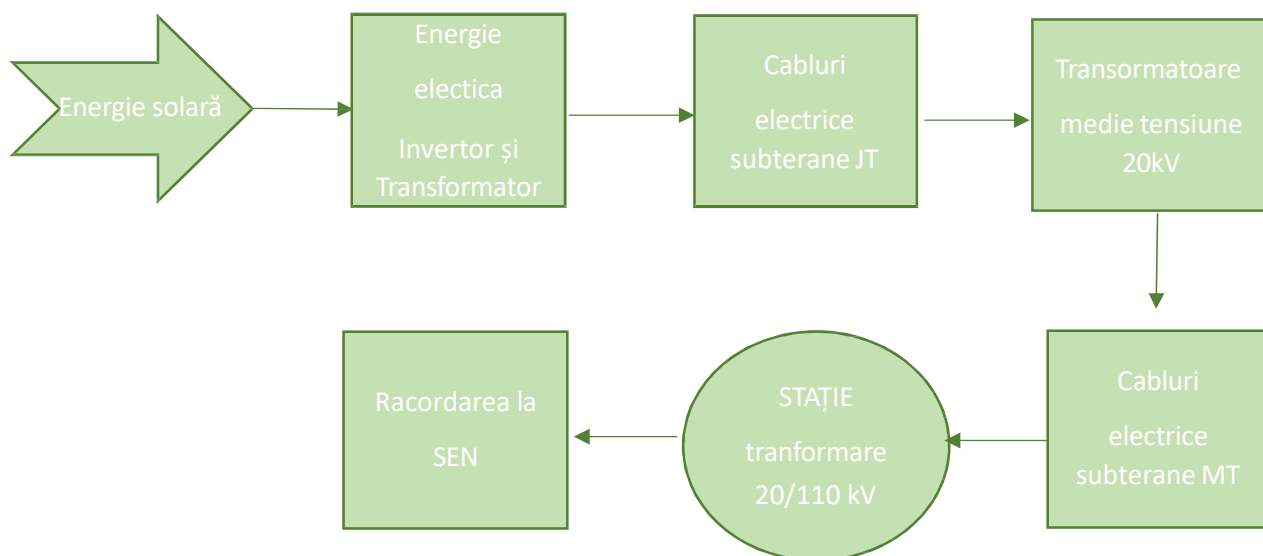 Energie solară
Energie
electica
Invertor și
Transformator
Cabluri
electrice
subterane JT
Transormatoare
medie tensiune
20kV
Cabluri
electrice
subterane MT
STAȚIE
tranformare
20/110 kV
Racordarea la
SEN